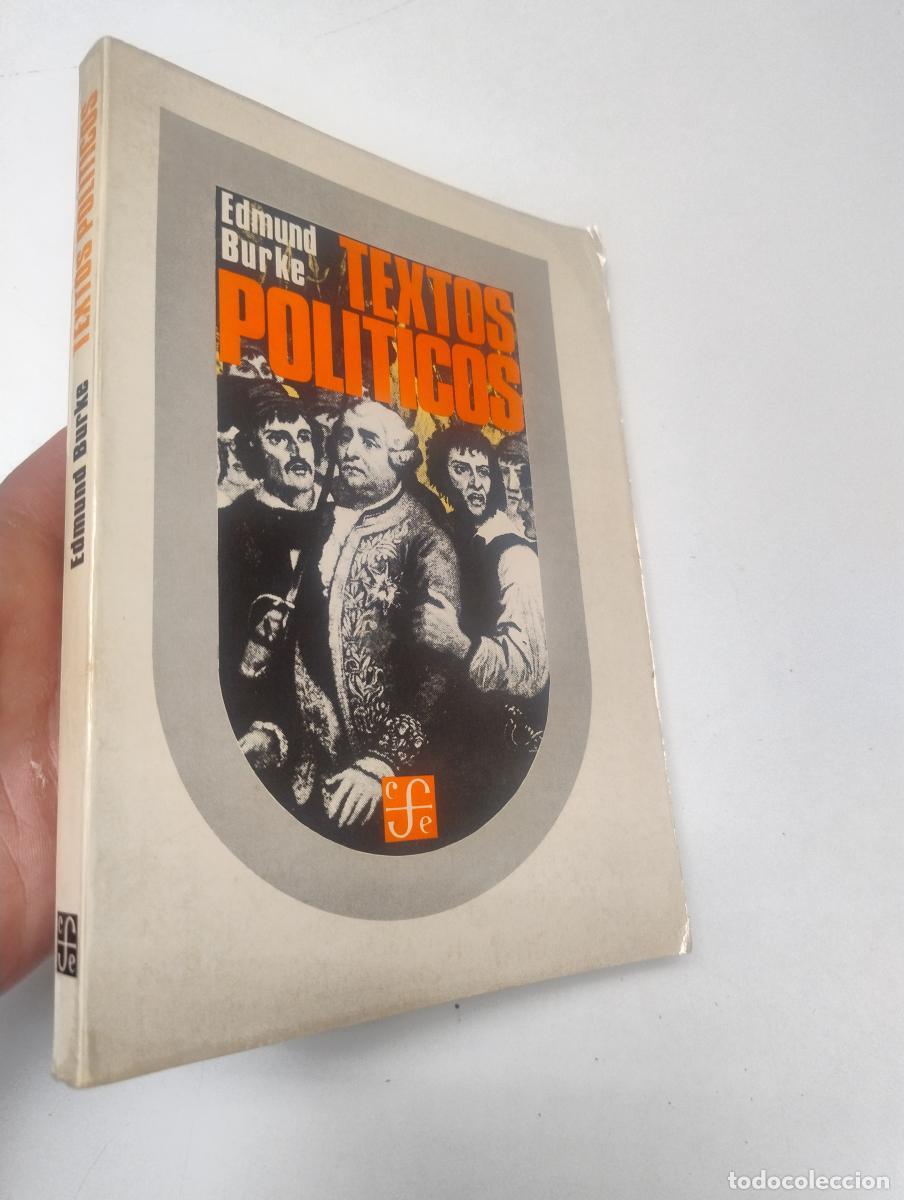 Edmund
Burke
TEXTOS
POLITICOS
cfe
Edmund Burke TEXTOS POLITICOS
cfe
todocoleccion